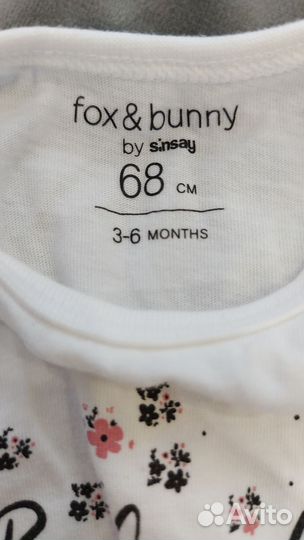 fox & bunny
by sinsay
68 CM
3-6 MONTHS
Avito